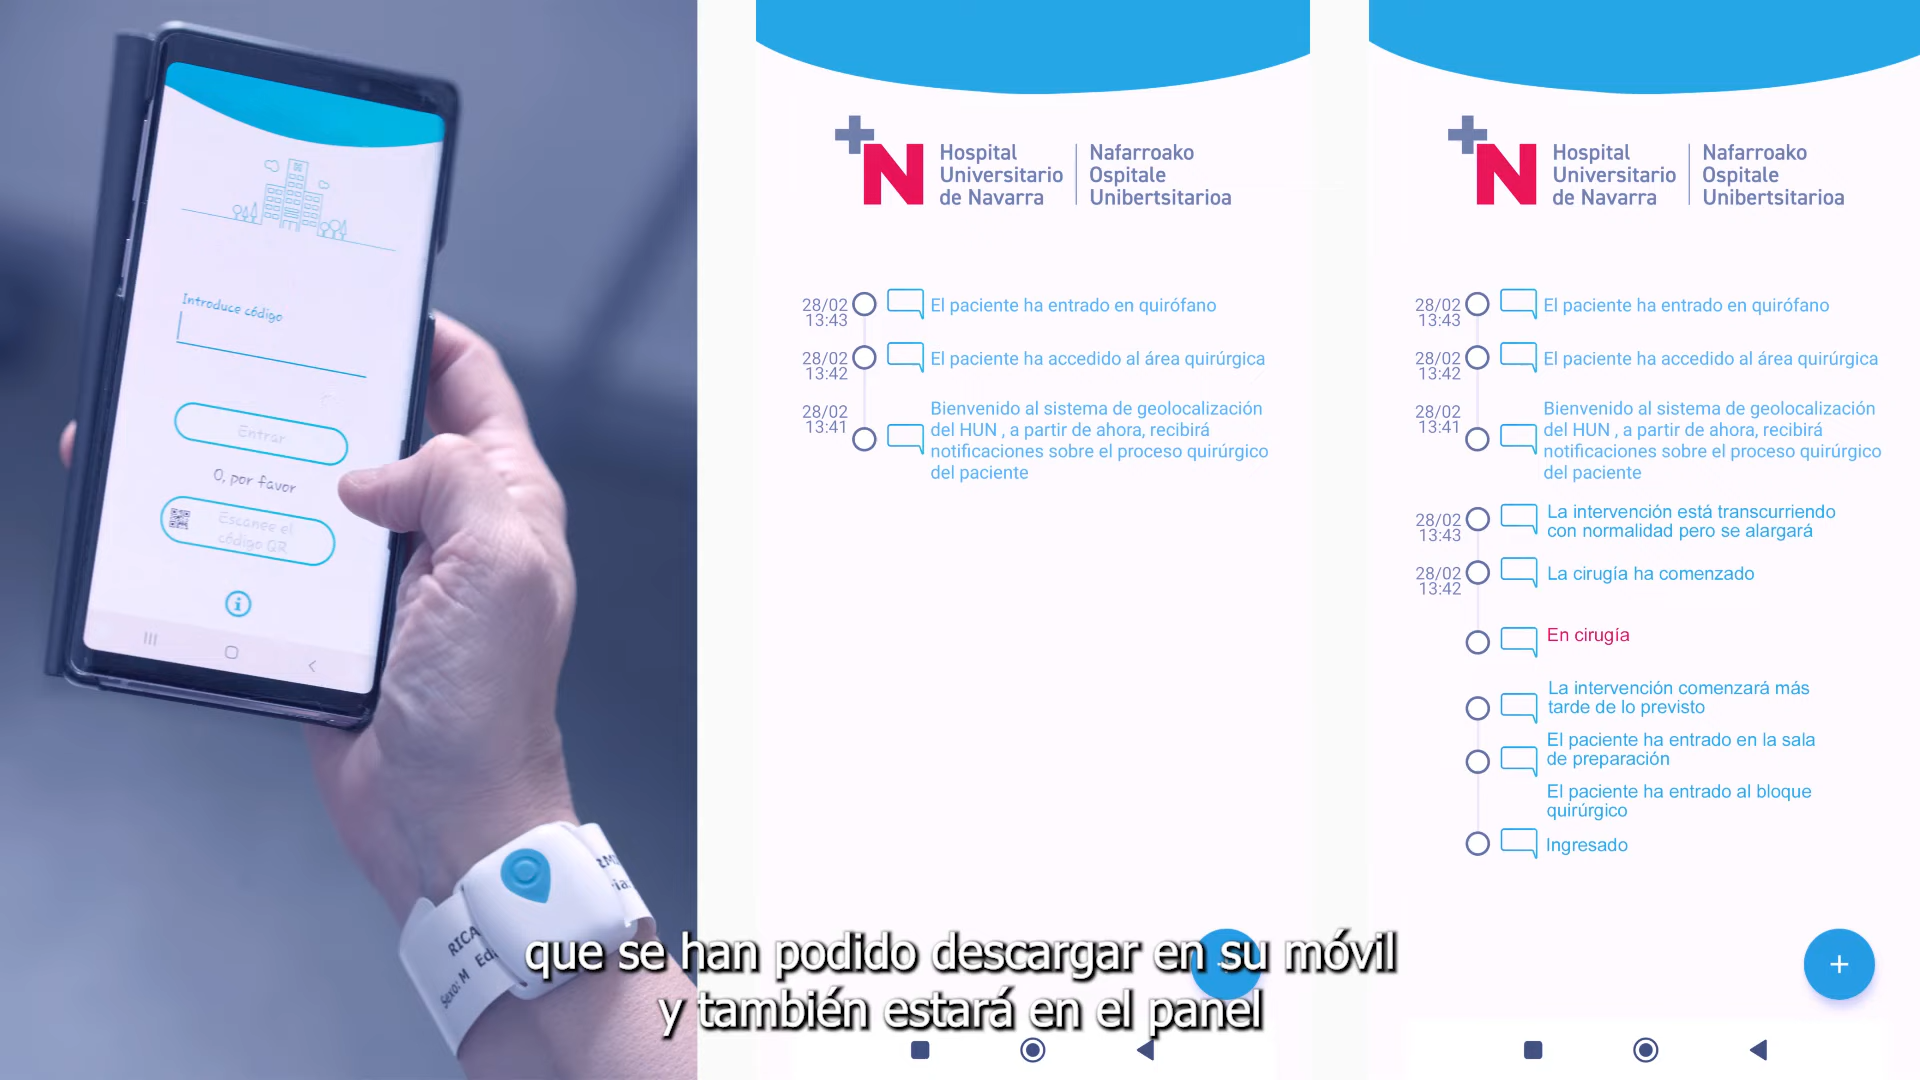 Introduce código
Entrar
O, por favor
Escanee el
código QR
RICA
Sexo: M Ed
Hospital
Universitario
de Navarra
Nafarroako
Ospitale
Unibertsitarioa
28/02
13:43
El paciente ha entrado en quirófano
28/02
13:42
El paciente ha accedido al área quirúrgica
28/02
13:41
Bienvenido al sistema de geolocalización
del HUN , a partir de ahora, recibirá
notificaciones sobre el proceso quirúrgico
del paciente
Hospital
Universitario
de Navarra
Nafarroako
Ospitale
Unibertsitarioa
28/02
13:43
El paciente ha entrado en quirófano
28/02
13:42
El paciente ha accedido al área quirúrgica
28/02
13:41
Bienvenido al sistema de geolocalización
del HUN , a partir de ahora, recibirá
notificaciones sobre el proceso quirúrgico
del paciente
28/02
13:43
La intervención está transcurriendo
con normalidad pero se alargará
28/02
13:42
La cirugía ha comenzado
En cirugía
La intervención comenzará más
tarde de lo previsto
El paciente ha entrado en la sala
de preparación
El paciente ha entrado al bloque
quirúrgico
Ingresado
que se han podido descargar en su móvil
y también estará en el panel